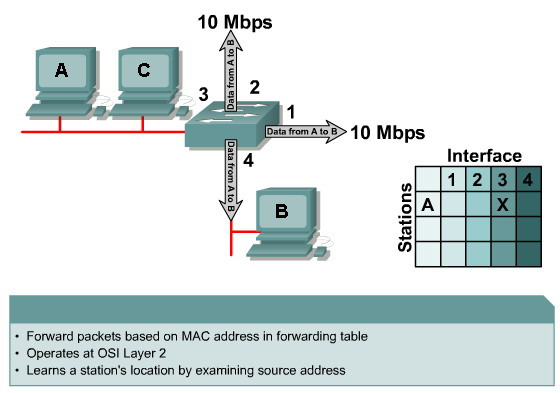 10 Mbps
A
C
3
2
Data from A to B
1
Data from A to B
10 Mbps
4
Data from A to B
B
Interface
1 2 3 4
Stations
A X
• Forward packets based on MAC address in forwarding table
• Operates at OSI Layer 2
• Learns a station's location by examining source address